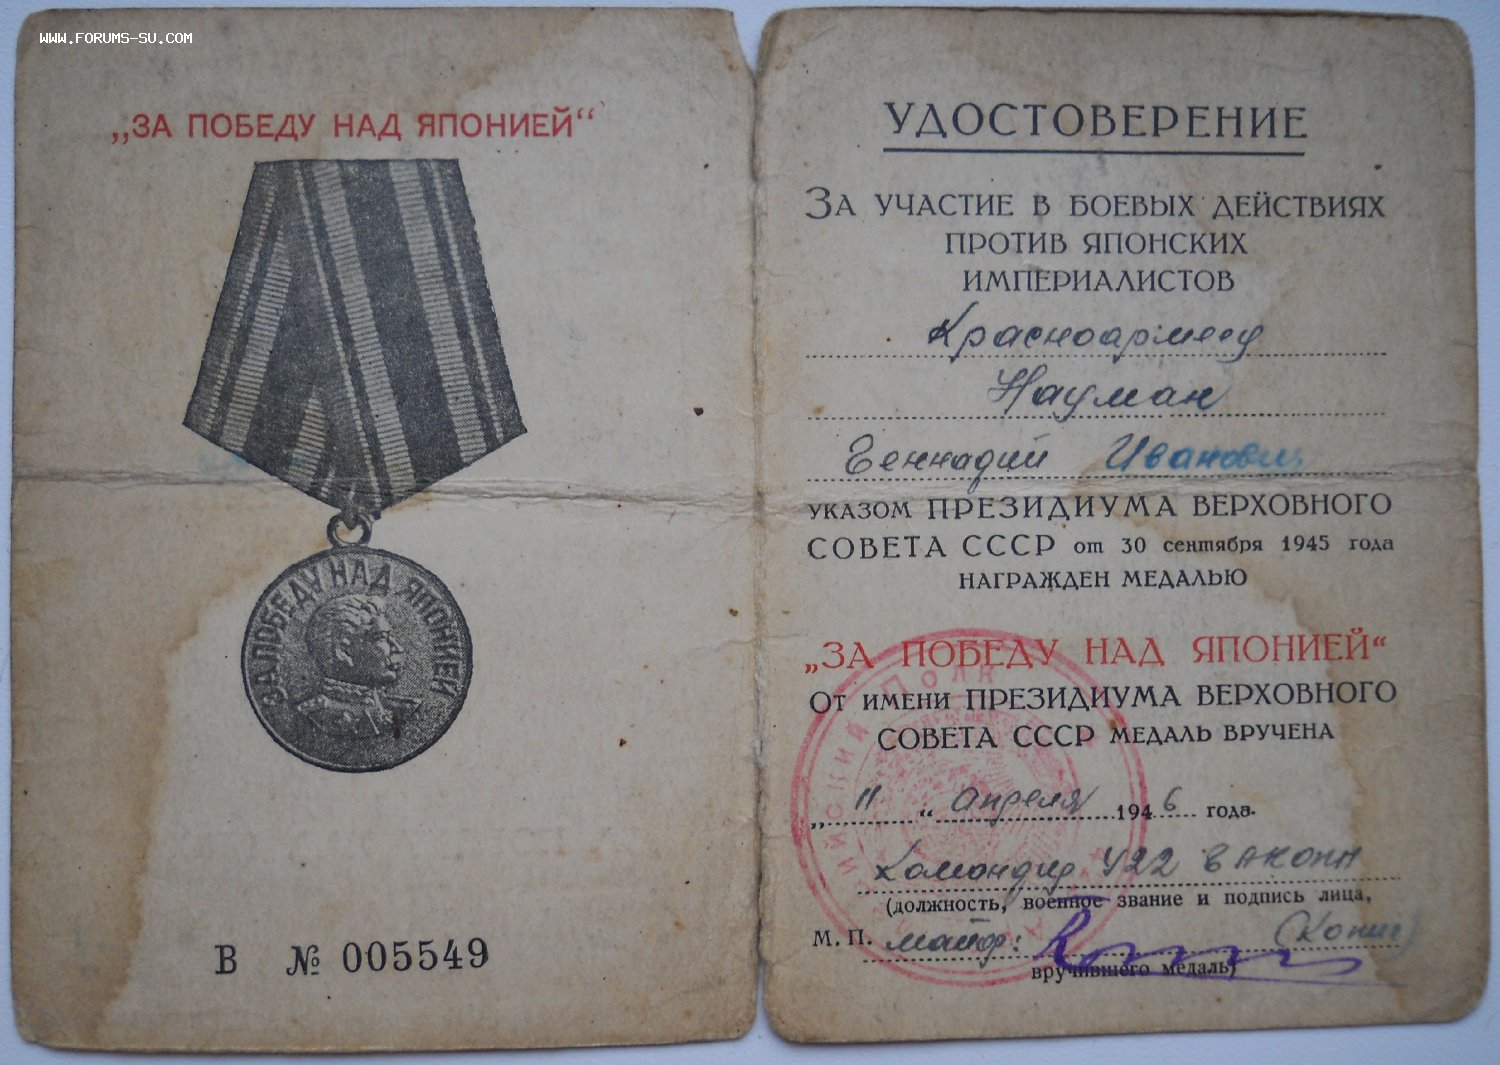 WWW.FORUMS-SU.COM
„ЗА ПОБЕДУ НАД ЯПОНИЕЙ“
ЗА ПОБЕДУ НАД ЯПОНИЕЙ
В № 005549
УДОСТОВЕРЕНИЕ
ЗА УЧАСТИЕ В БОЕВЫХ ДЕЙСТВИЯХ
ПРОТИВ ЯПОНСКИХ
ИМПЕРИАЛИСТОВ
Красноармеец
Науман
Геннадий Иванович
УКАЗОМ ПРЕЗИДИУМА ВЕРХОВНОГО
СОВЕТА СССР от 30 сентября 1945 года
НАГРАЖДЕН МЕДАЛЬЮ
„ЗА ПОБЕДУ НАД ЯПОНИЕЙ“
ОТ ИМЕНИ ПРЕЗИДИУМА ВЕРХОВНОГО
СОВЕТА СССР МЕДАЛЬ ВРУЧЕНА
„11“ апреля 1946 года.
Командир 422
(должность, военное звание и подпись лица,
М. П. майор:
вручившего медаль)
ПОЛК